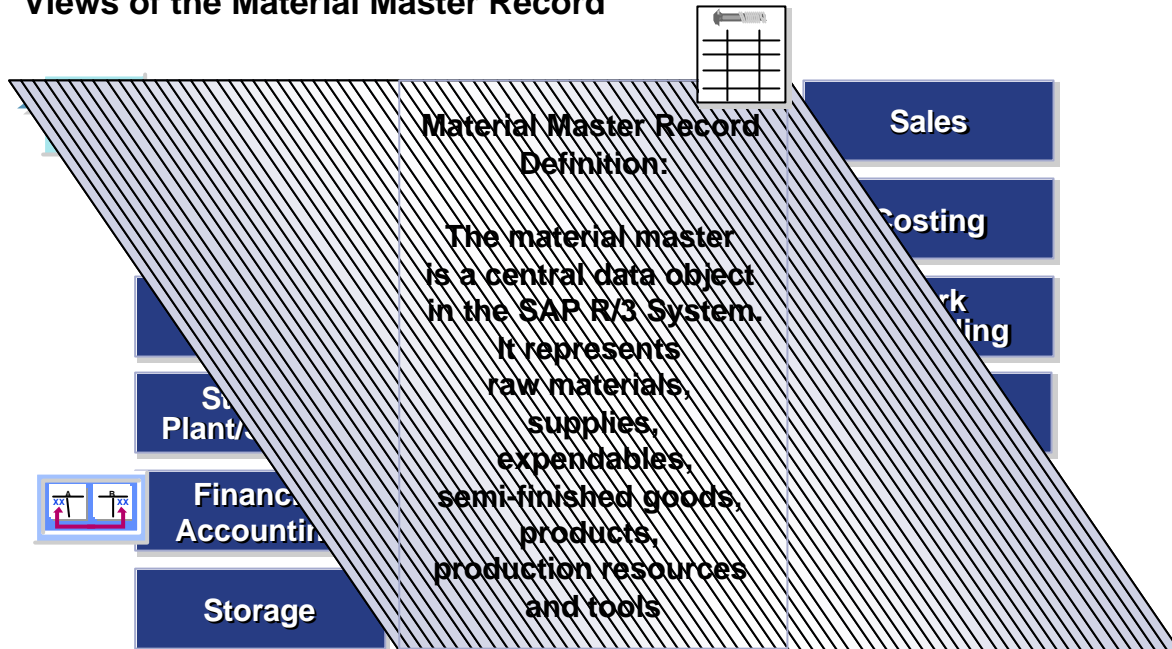 Views of the Material Master Record
Material Master Record
Definition:
The material master
is a central data object
in the SAP R/3 System.
It represents
raw materials,
supplies,
expendables,
semi-finished goods,
products,
production resources
and tools
Sales
Costing
Financial
Accounting
Storage